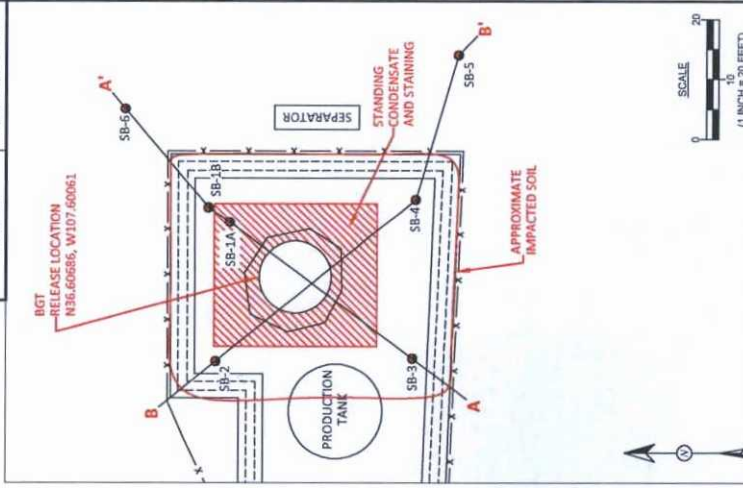 BGT
RELEASE LOCATION
N36.60686, W107.60061
A'
SB-6
SB-1B
SB-1A
SEPARATOR
STANDING
CONDENSATE
AND STAINING
B
SB-2
PRODUCTION
TANK
SB-3
A
SB-4
B'
SB-5
APPROXIMATE
IMPACTED SOIL
N
SCALE
0 10 20
(1 INCH = 20 FEET)